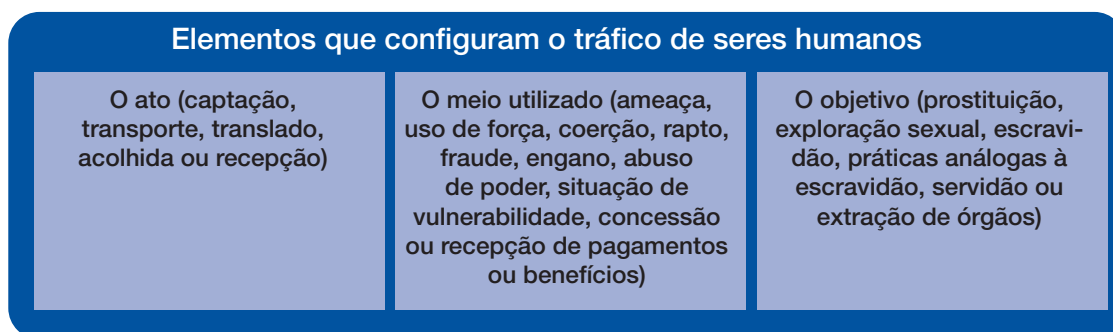 Elementos que configuram o tráfico de seres humanos
O ato (captação,
transporte, translado,
acolhida ou recepção)
O meio utilizado (ameaça,
uso de força, coerção, rapto,
fraude, engano, abuso
de poder, situação de
vulnerabilidade, concessão
ou recepção de pagamentos
ou benefícios)
O objetivo (prostituição,
exploração sexual, escravi-
dão, práticas análogas à
escravidão, servidão ou
extração de órgãos)